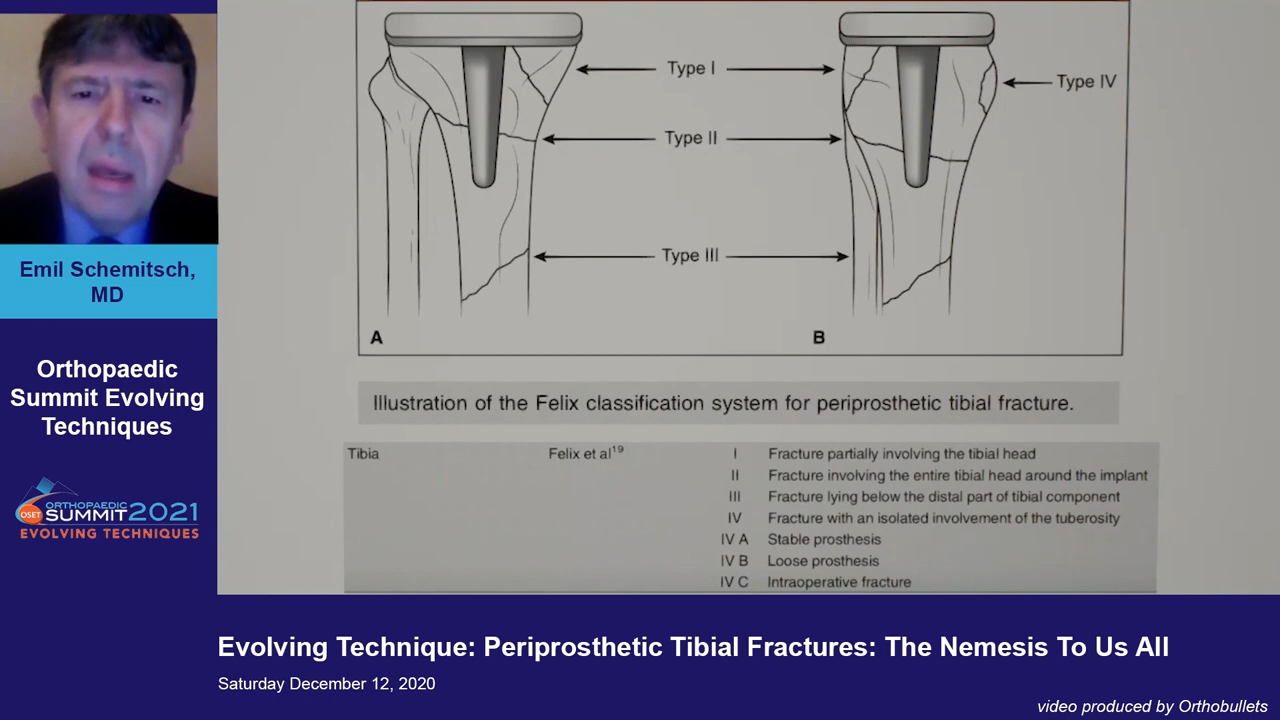 Type I
Type IV
Type II
Type III
A
B
Illustration of the Felix classification system for periprosthetic tibial fracture.
Tibia Felix et al19 I Fracture partially involving the tibial head
II Fracture involving the entire tibial head around the implant
III Fracture lying below the distal part of tibial component
IV Fracture with an isolated involvement of the tuberosity
IV A Stable prosthesis
IV B Loose prosthesis
IV C Intraoperative fracture
Emil Schemitsch,
MD
Orthopaedic
Summit Evolving
Techniques
ORTHOPAEDIC
OSET SUMMIT 2021
EVOLVING TECHNIQUES
Evolving Technique: Periprosthetic Tibial Fractures: The Nemesis To Us All
Saturday December 12, 2020
video produced by Orthobullets